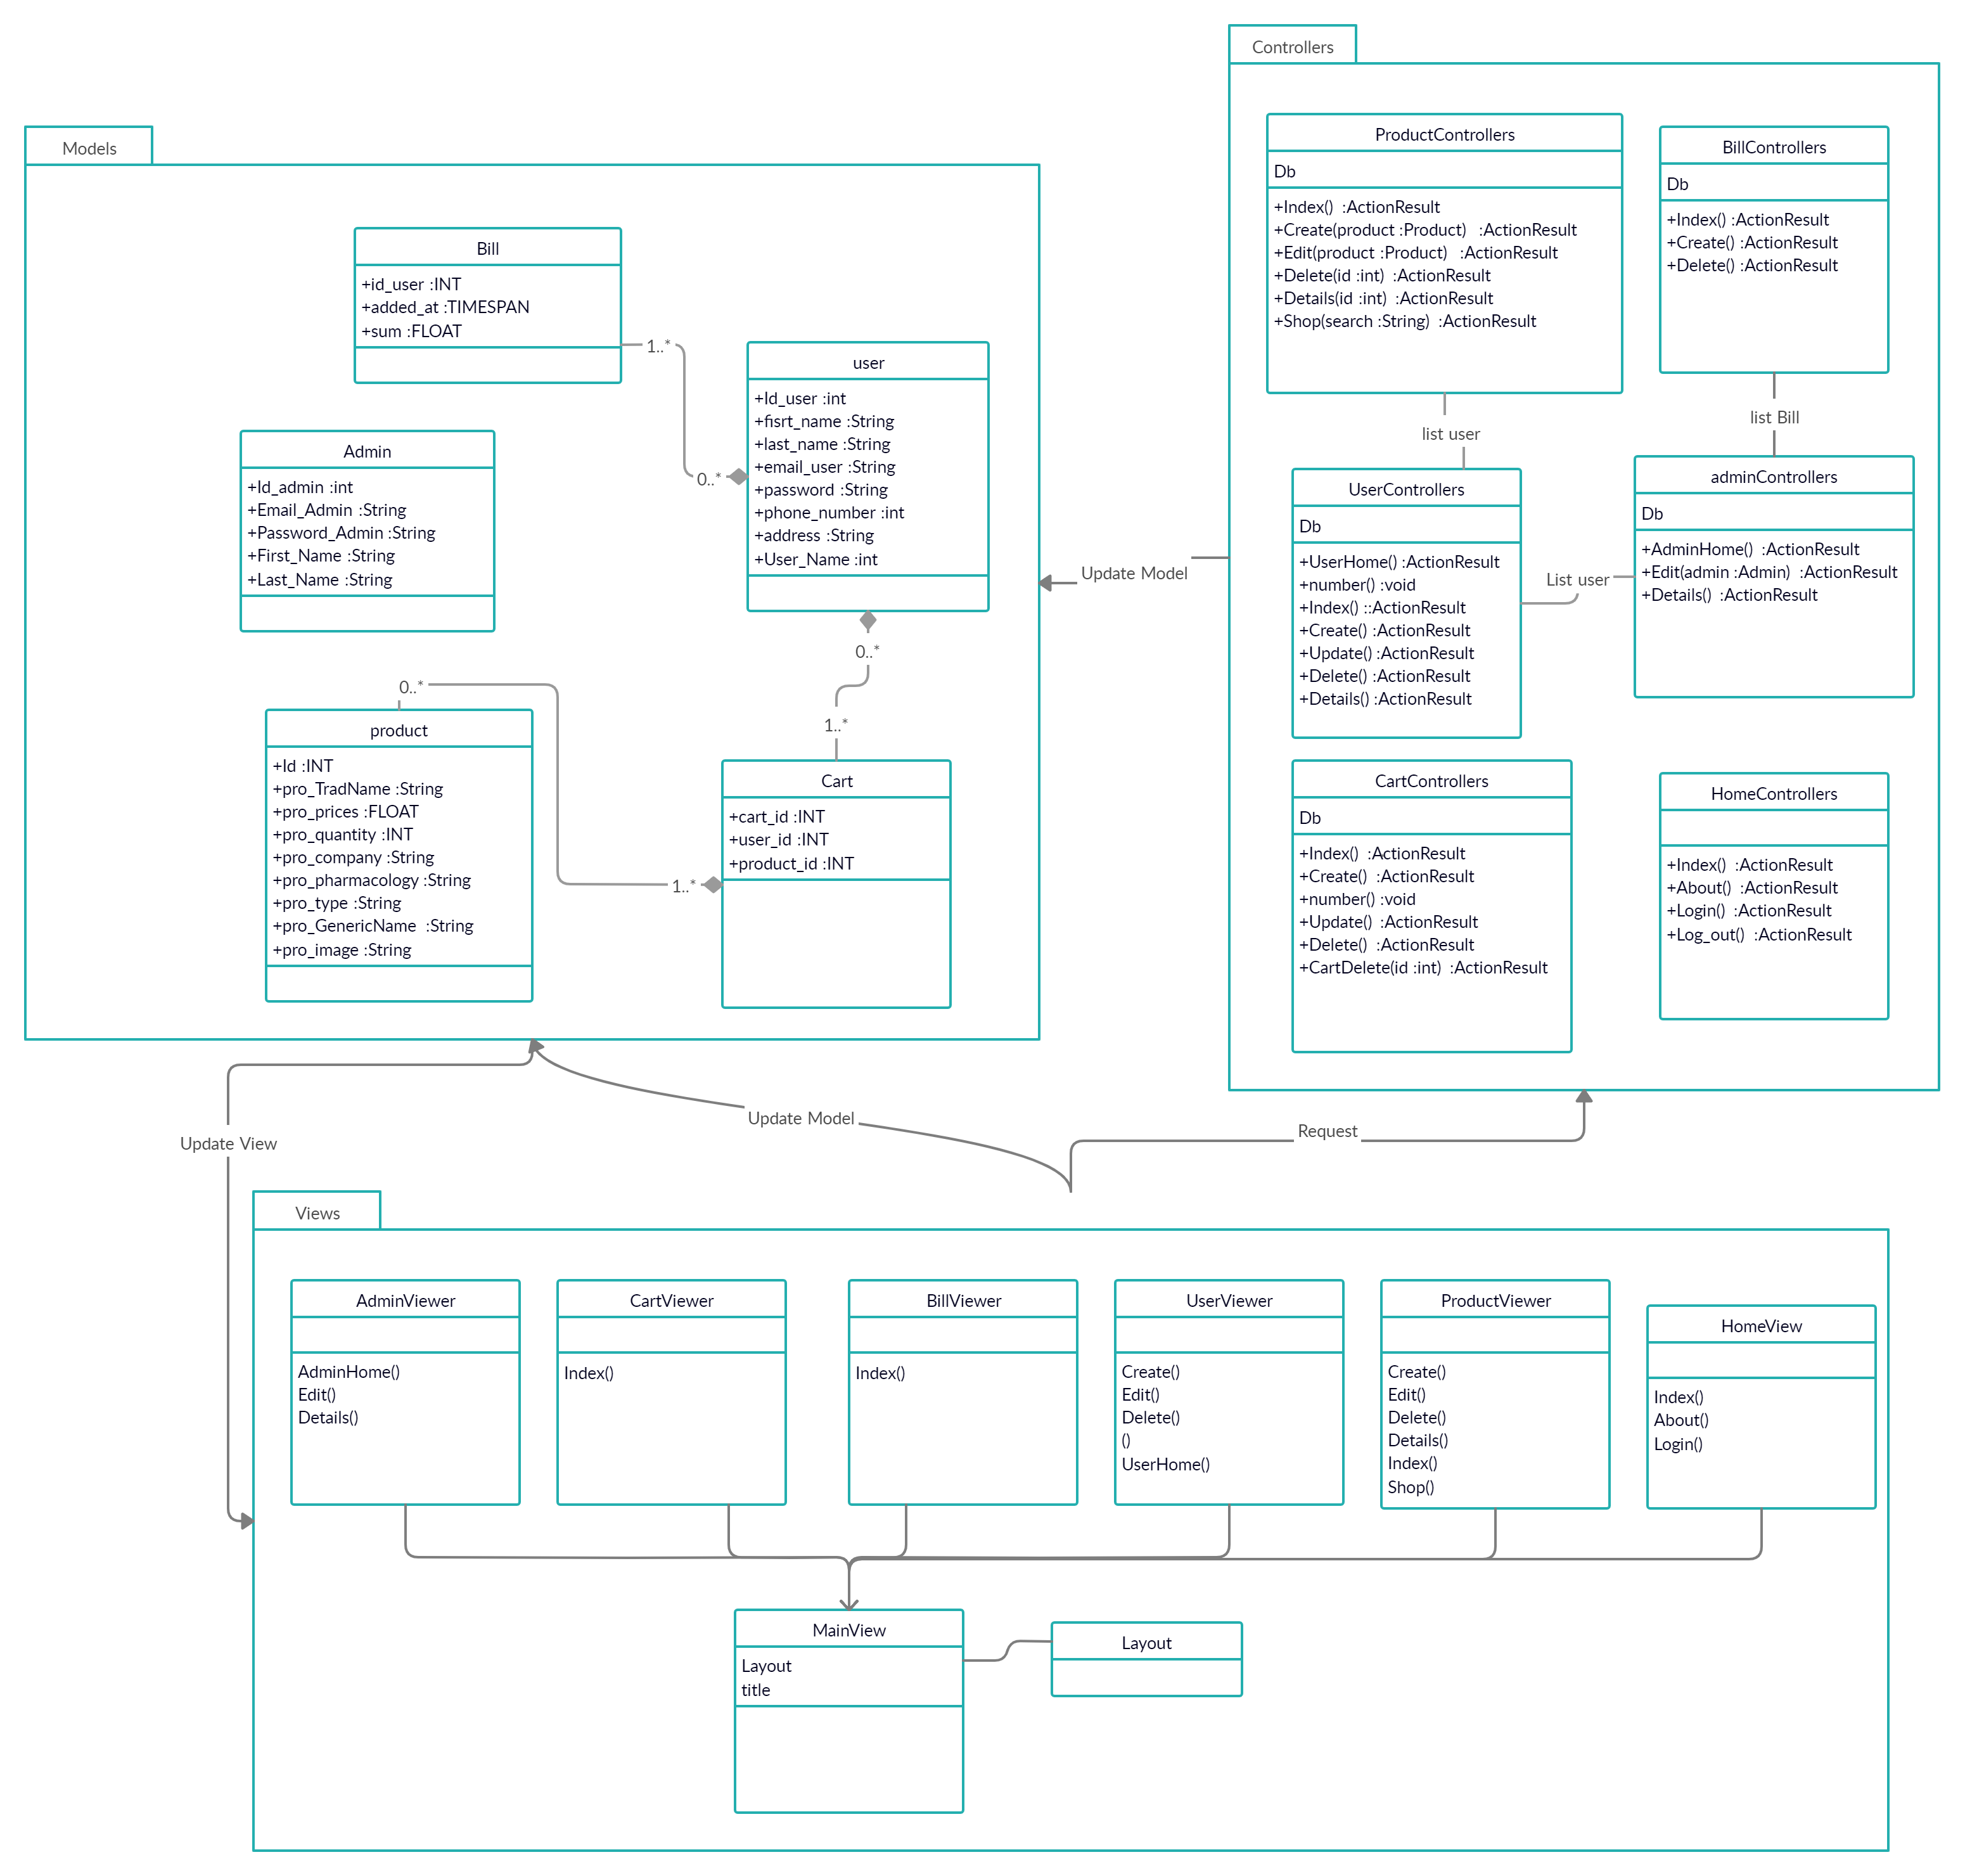 Models
Bill
+id_user :INT
+added_at :TIMESPAN
+sum :FLOAT
1..*
0..*
user
+Id_user :int
+fisrt_name :String
+last_name :String
+email_user :String
+password :String
+phone_number :int
+address :String
+User_Name :int
Admin
+Id_admin :int
+Email_Admin :String
+Password_Admin :String
+First_Name :String
+Last_Name :String
0..*
1..*
0..*
product
+Id :INT
+pro_TradName :String
+pro_prices :FLOAT
+pro_quantity :INT
+pro_company :String
+pro_pharmacology :String
+pro_type :String
+pro_GenericName  :String
+pro_image :String
1..*
Cart
+cart_id :INT
+user_id :INT
+product_id :INT
Update Model
Controllers
ProductControllers
Db
+Index()  :ActionResult
+Create(product :Product)   :ActionResult
+Edit(product :Product)   :ActionResult
+Delete(id :int)  :ActionResult
+Details(id :int)  :ActionResult
+Shop(search :String)  :ActionResult
BillControllers
Db
+Index() :ActionResult
+Create() :ActionResult
+Delete() :ActionResult
list user
list Bill
UserControllers
Db
+UserHome() :ActionResult
+number() :void
+Index() ::ActionResult
+Create() :ActionResult
+Update() :ActionResult
+Delete() :ActionResult
+Details() :ActionResult
List user
adminControllers
Db
+AdminHome()  :ActionResult
+Edit(admin :Admin)  :ActionResult
+Details()  :ActionResult
CartControllers
Db
+Index()  :ActionResult
+Create()  :ActionResult
+number() :void
+Update()  :ActionResult
+Delete()  :ActionResult
+CartDelete(id :int)  :ActionResult
HomeControllers
+Index()  :ActionResult
+About()  :ActionResult
+Login()  :ActionResult
+Log_out()  :ActionResult
Update View
Update Model
Request
Views
AdminViewer
AdminHome()
Edit()
Details()
CartViewer
Index()
BillViewer
Index()
UserViewer
Create()
Edit()
Delete()
()
UserHome()
ProductViewer
Create()
Edit()
Delete()
Details()
Index()
Shop()
HomeView
Index()
About()
Login()
MainView
Layout
title
Layout